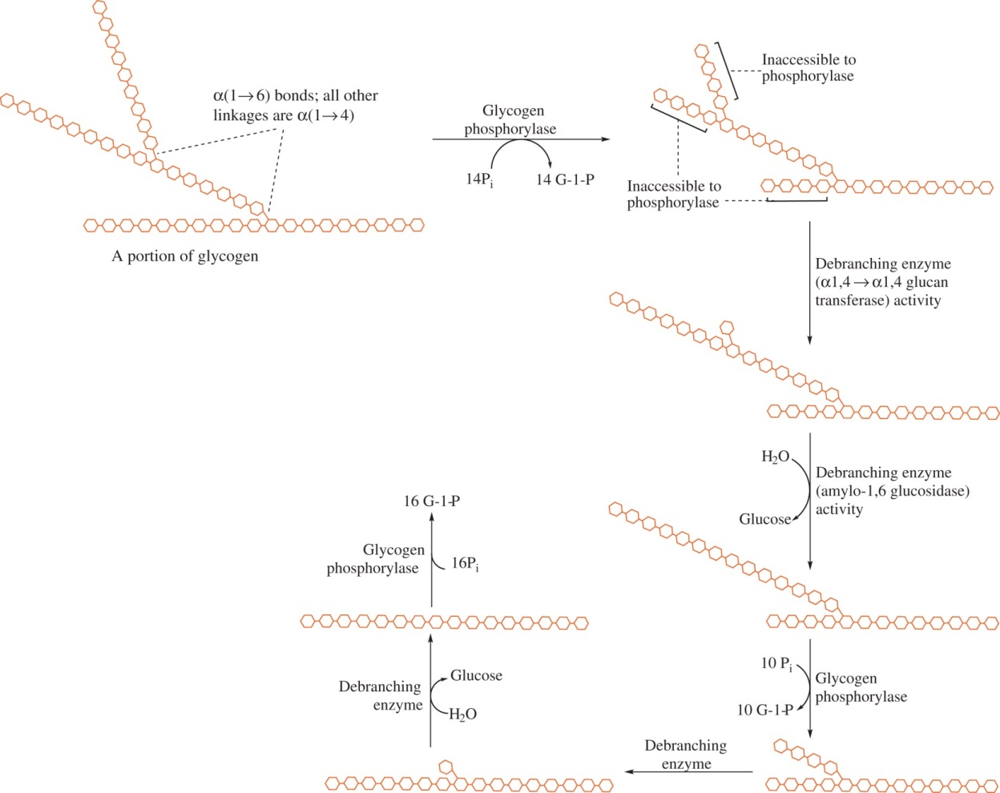 α(1→6) bonds; all other
linkages are α(1→4)
A portion of glycogen
Glycogen
phosphorylase
14Pi
14 G-1-P
Inaccessible to
phosphorylase
Inaccessible to
phosphorylase
Debranching enzyme
(α1,4→α1,4 glucan
transferase) activity
H2O
Glucose
Debranching enzyme
(amylo-1,6 glucosidase)
activity
10 Pi
10 G-1-P
Glycogen
phosphorylase
Debranching
enzyme
Debranching
enzyme
Glucose
H2O
Glycogen
phosphorylase
16Pi
16 G-1-P